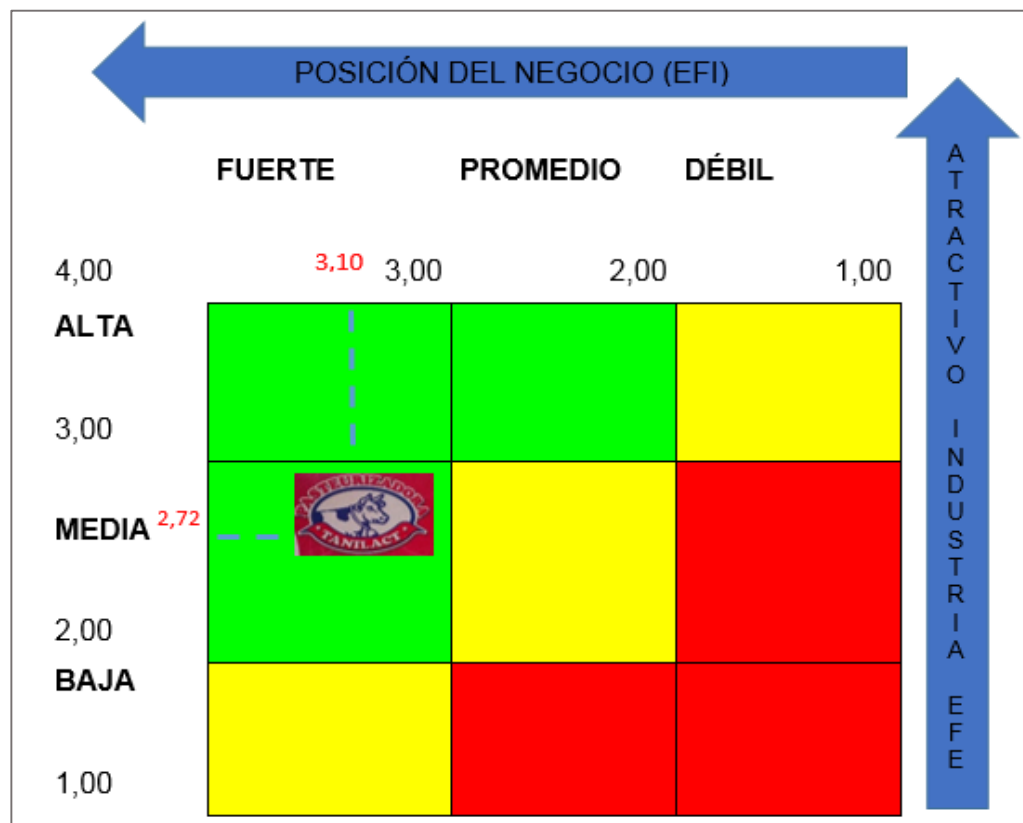 POSICIÓN DEL NEGOCIO (EFI)
FUERTE PROMEDIO DÉBIL
4,00 3,10 3,00 2,00 1,00
ALTA
3,00
MEDIA 2,72
2,00
BAJA
1,00
PASTEURIZADORA
TANILACT
ATRACTIVO INDUSTRIA EFE